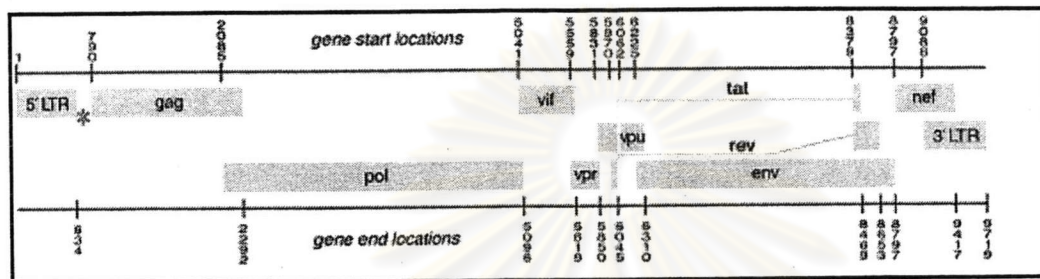 1 790 2085 gene start locations 5041 5559 5831 5970 6062 6225 8379 8797 9086
5' LTR gag vif tat nef
*
vpu rev 3' LTR
pol vpr env
634 gene end locations 5096 5619 5850 6045 6310 8469 8653 8797 9417 9719